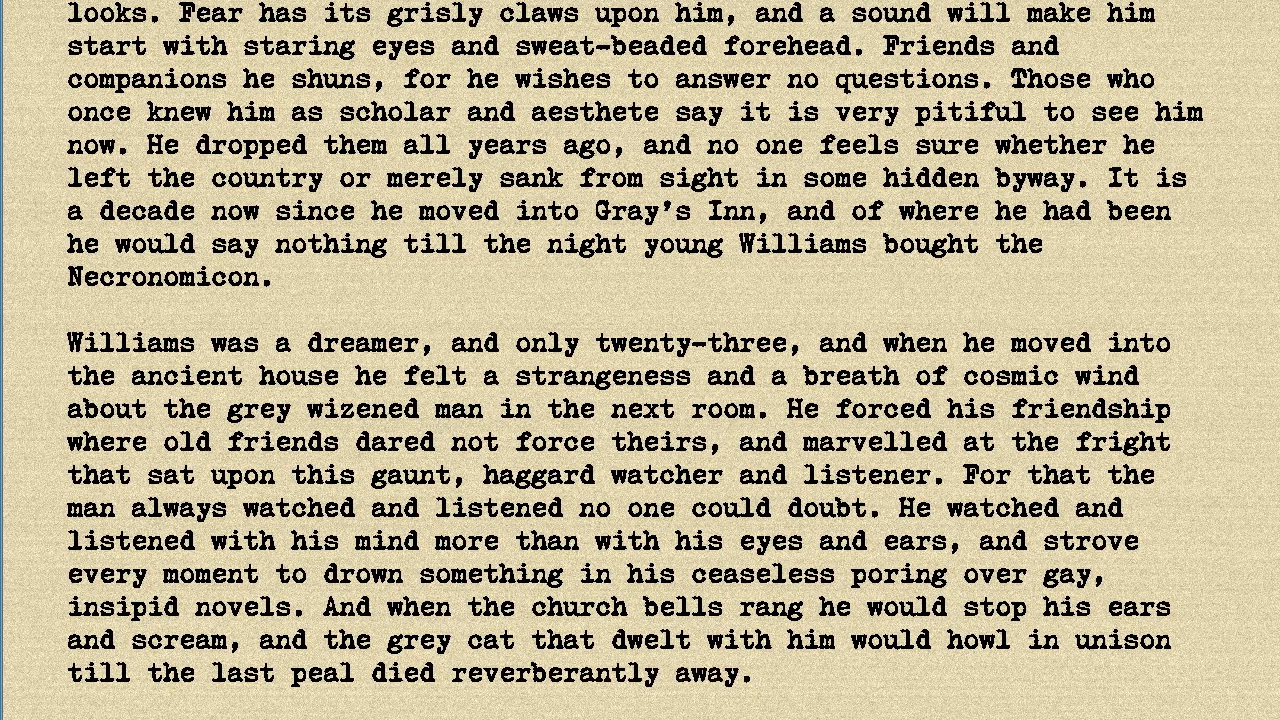 looks. Fear has its grisly claws upon him, and a sound will make him
start with staring eyes and sweat-beaded forehead. Friends and
companions he shuns, for he wishes to answer no questions. Those who
once knew him as scholar and aesthete say it is very pitiful to see him
now. He dropped them all years ago, and no one feels sure whether he
left the country or merely sank from sight in some hidden byway. It is
a decade now since he moved into Gray's Inn, and of where he had been
he would say nothing till the night young Williams bought the
Necronomicon.

Williams was a dreamer, and only twenty-three, and when he moved into
the ancient house he felt a strangeness and a breath of cosmic wind
about the grey wizened man in the next room. He forced his friendship
where old friends dared not force theirs, and marvelled at the fright
that sat upon this gaunt, haggard watcher and listener. For that the
man always watched and listened no one could doubt. He watched and
listened with his mind more than with his eyes and ears, and strove
every moment to drown something in his ceaseless poring over gay,
insipid novels. And when the church bells rang he would stop his ears
and scream, and the grey cat that dwelt with him would howl in unison
till the last peal died reverberantly away.